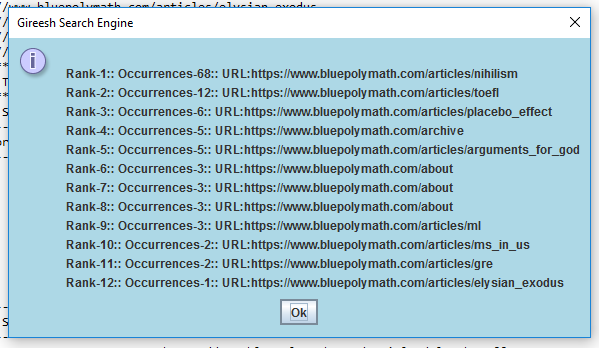 //www.bluepolymath.com/articles/elysian_exodus
Gireesh Search Engine
Rank-1:: Occurrences-68:: URL:https://www.bluepolymath.com/articles/nihilism
Rank-2:: Occurrences-12:: URL:https://www.bluepolymath.com/articles/toefl
Rank-3:: Occurrences-6:: URL:https://www.bluepolymath.com/articles/placebo_effect
Rank-4:: Occurrences-5:: URL:https://www.bluepolymath.com/archive
Rank-5:: Occurrences-5:: URL:https://www.bluepolymath.com/articles/arguments_for_god
Rank-6:: Occurrences-3:: URL:https://www.bluepolymath.com/about
Rank-7:: Occurrences-3:: URL:https://www.bluepolymath.com/about
Rank-8:: Occurrences-3:: URL:https://www.bluepolymath.com/about
Rank-9:: Occurrences-3:: URL:https://www.bluepolymath.com/articles/ml
Rank-10:: Occurrences-2:: URL:https://www.bluepolymath.com/articles/ms_in_us
Rank-11:: Occurrences-2:: URL:https://www.bluepolymath.com/articles/gre
Rank-12:: Occurrences-1:: URL:https://www.bluepolymath.com/articles/elysian_exodus
Ok